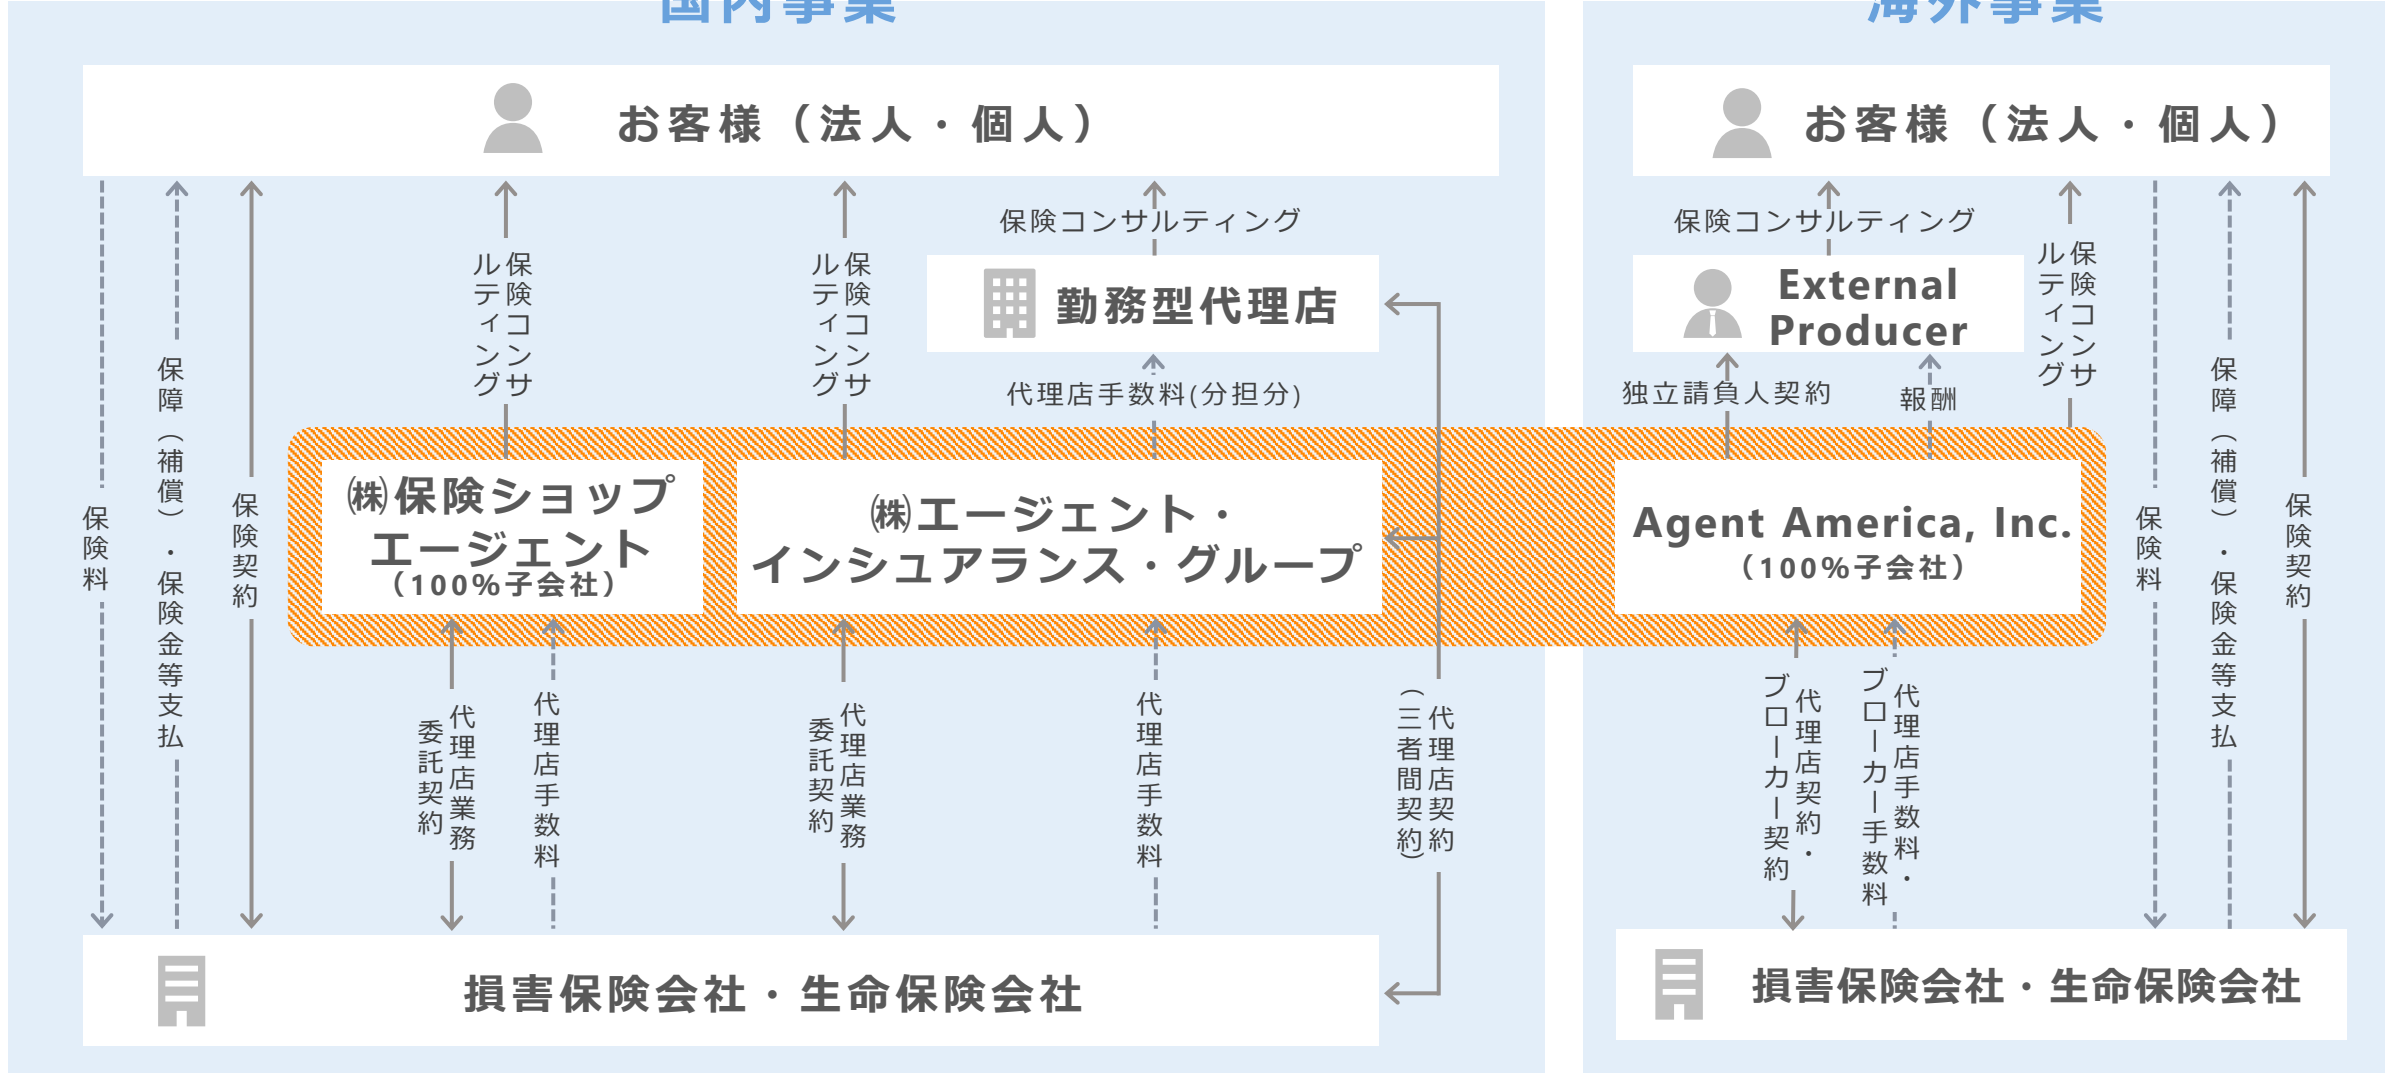 国内事業
海外事業
お客様（法人・個人）
お客様（法人・個人）
保険料
保障（補償）・保険金等支払
保険契約
保険コンサ
ルティング
保険コンサ
ルティング
保険コンサルティング
勤務型代理店
代理店手数料(分担分)
㈱保険ショップ
エージェント
（100%子会社）
㈱エージェント・
インシュアランス・グループ
代理店業務
委託契約
代理店手数料
代理店業務
委託契約
代理店手数料
代理店契約
（三者間契約）
損害保険会社・生命保険会社
保険コンサルティング
External
Producer
保険コンサ
ルティング
独立請負人契約
報酬
Agent America, Inc.
（100%子会社）
代理店契約・
ブローカー契約
代理店手数料・
ブローカー手数料
保険料
保障（補償）・保険金等支払
保険契約
損害保険会社・生命保険会社